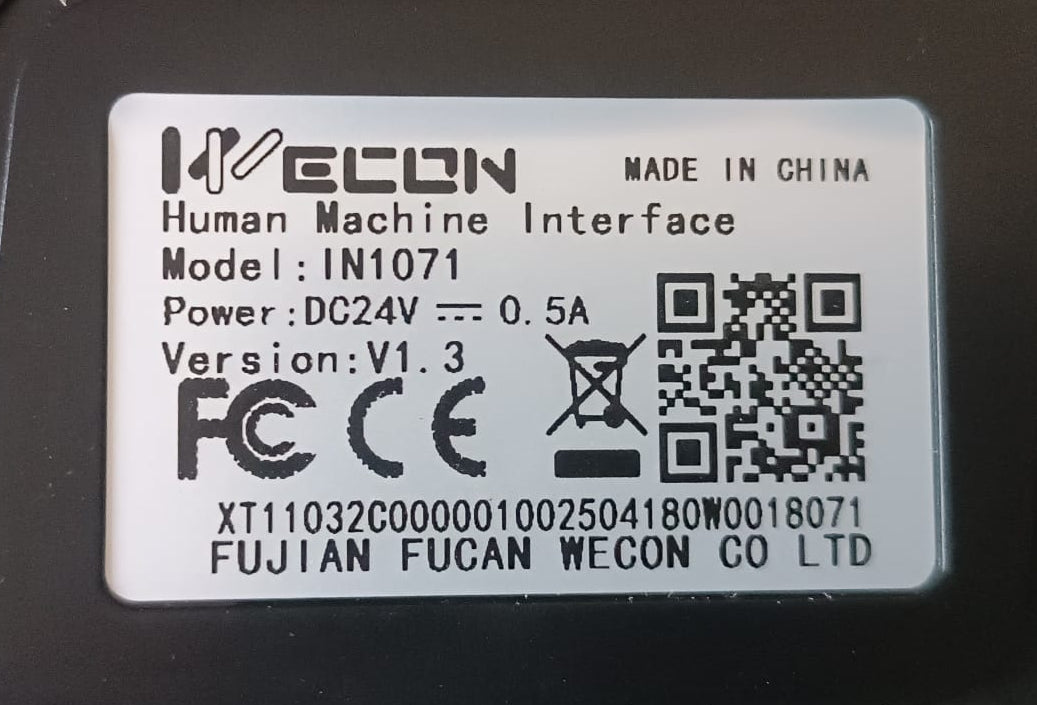 WECON
MADE IN CHINA
Human Machine Interface
Model:IN1071
Power:DC24V 0.5A
Version:V1.3
FC CE
XT11032C000001002504180W0018071
FUJIAN FUCAN WECON CO LTD